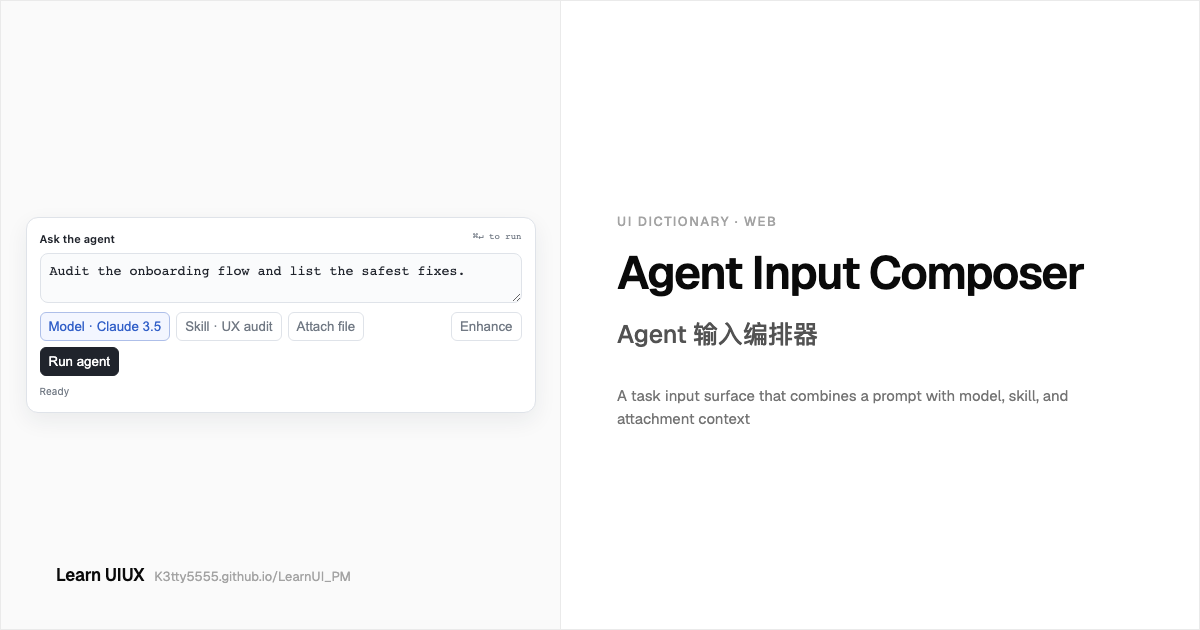 Ask the agent
⌘↵ to run
Audit the onboarding flow and list the safest fixes.
Model · Claude 3.5
Skill · UX audit
Attach file
Enhance
Run agent
Ready
Learn UIUX
K3tty5555.github.io/LearnUI_PM
UI DICTIONARY · WEB
Agent Input Composer
Agent 输入编排器
A task input surface that combines a prompt with model, skill, and
attachment context